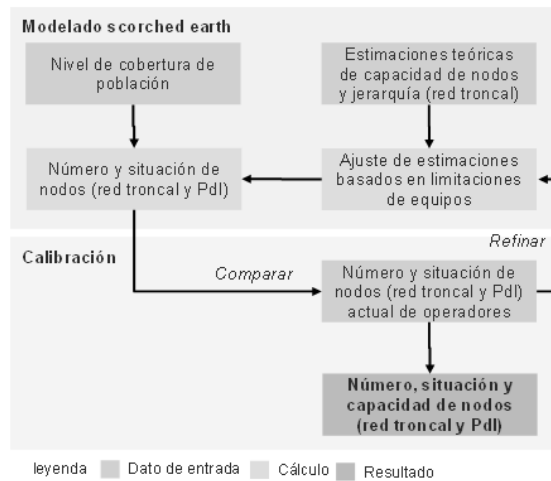 Modelado scorched earth
Nivel de cobertura de
población
Estimaciones teóricas
de capacidad de nodos
y jerarquía (red troncal)
Número y situación de
nodos (red troncal y PdI)
Ajuste de estimaciones
basados en limitaciones
de equipos
Refinar
Calibración
Comparar
Número y situación de
nodos (red troncal y PdI)
actual de operadores
Número, situación y
capacidad de nodos
(red troncal y PdI)
leyenda Dato de entrada Cálculo Resultado